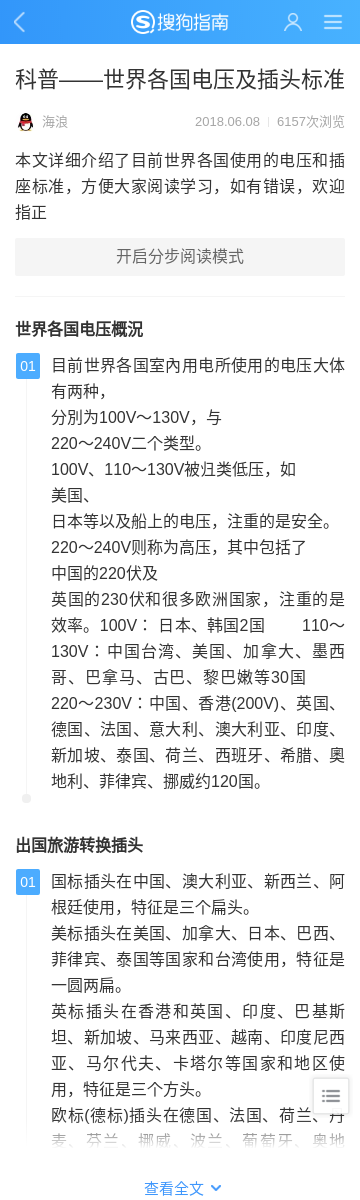 搜狗指南
科普——世界各国电压及插头标准
海浪
2018.06.08
6157次浏览
本文详细介绍了目前世界各国使用的电压和插
座标准，方便大家阅读学习，如有错误，欢迎
指正
开启分步阅读模式
世界各国电压概况
01
目前世界各国室内用电所使用的电压大体
有两种，
分别为100V～130V，与
220～240V二个类型。
100V、110～130V被归类低压，如
美国、
日本等以及船上的电压，注重的是安全。
220～240V则称为高压，其中包括了
中国的220伏及
英国的230伏和很多欧洲国家，注重的是
效率。100V： 日本、韩国2国 110～
130V：中国台湾、美国、加拿大、墨西
哥、巴拿马、古巴、黎巴嫩等30国
220～230V：中国、香港(200V)、英国、
德国、法国、意大利、澳大利亚、印度、
新加坡、泰国、荷兰、西班牙、希腊、奥
地利、菲律宾、挪威约120国。
出国旅游转换插头
01
国标插头在中国、澳大利亚、新西兰、阿
根廷使用，特征是三个扁头。
美标插头在美国、加拿大、日本、巴西、
菲律宾、泰国等国家和台湾使用，特征是
一圆两扁。
英标插头在香港和英国、印度、巴基斯
坦、新加坡、马来西亚、越南、印度尼西
亚、马尔代夫、卡塔尔等国家和地区使
用，特征是三个方头。
欧标(德标)插头在德国、法国、荷兰、丹
麦、芬兰、挪威、波兰、葡萄牙、奥地
查看全文